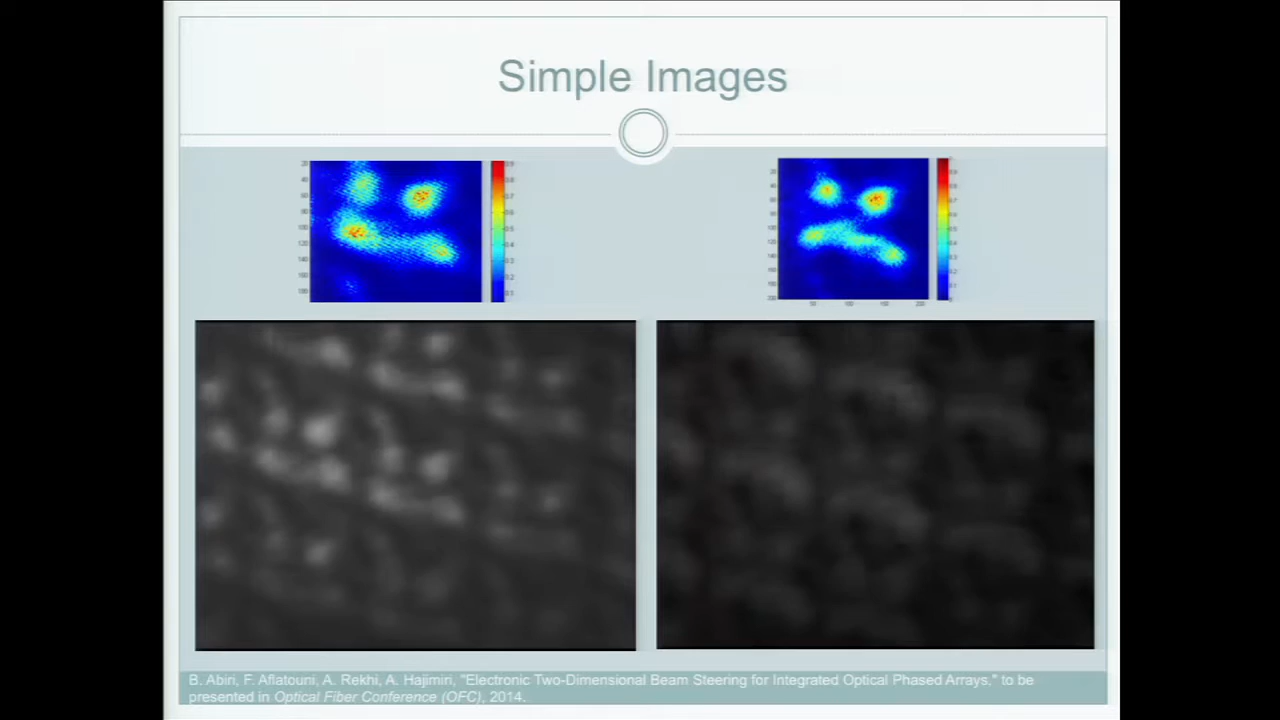 Simple Images
B. Abiri, F. Aflatouni, A. Rekhi, A. Hajimiri, "Electronic Two-Dimensional Beam Steering for Integrated Optical Phased Arrays," to be
presented in Optical Fiber Conference (OFC), 2014.